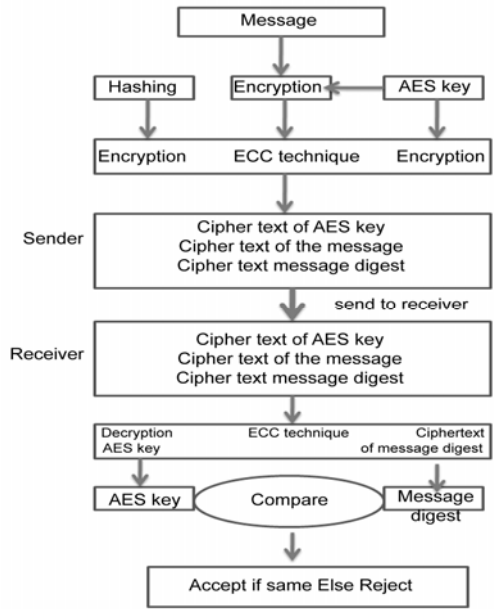 Message
Hashing
Encryption
AES key
Encryption
ECC technique
Encryption
Sender
Cipher text of AES key
Cipher text of the message
Cipher text message digest
send to receiver
Receiver
Cipher text of AES key
Cipher text of the message
Cipher text message digest
Decryption
AES key
ECC technique
Ciphertext
of message digest
AES key
Compare
Message
digest
Accept if same Else Reject